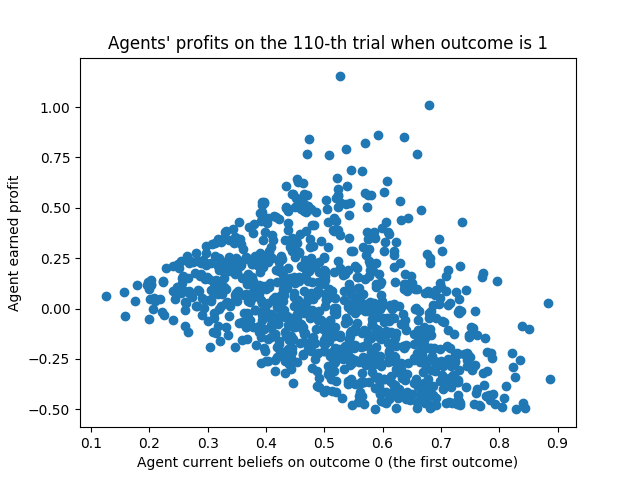 Agents' profits on the 110-th trial when outcome is 1
Agent earned profit
1.00
0.75
0.50
0.25
0.00
−0.25
−0.50
0.1 0.2 0.3 0.4 0.5 0.6 0.7 0.8 0.9
Agent current beliefs on outcome 0 (the first outcome)